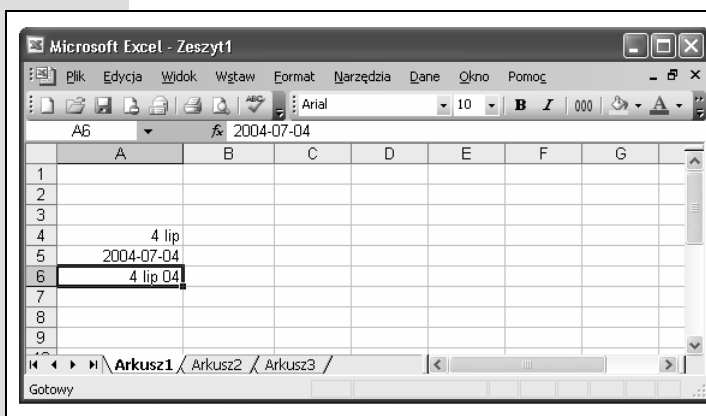 Microsoft Excel - Zeszyt1
Plik Edycja Widok Wstaw Format Narzędzia Dane Okno Pomoc
ABC Arial 10 B I 000 A
A6 fx 2004-07-04
A B C D E F G
1
2
3
4 4 lip
5 2004-07-04
6 4 lip 04
7
8
9
Arkusz1 / Arkusz2 / Arkusz3 /
Gotowy